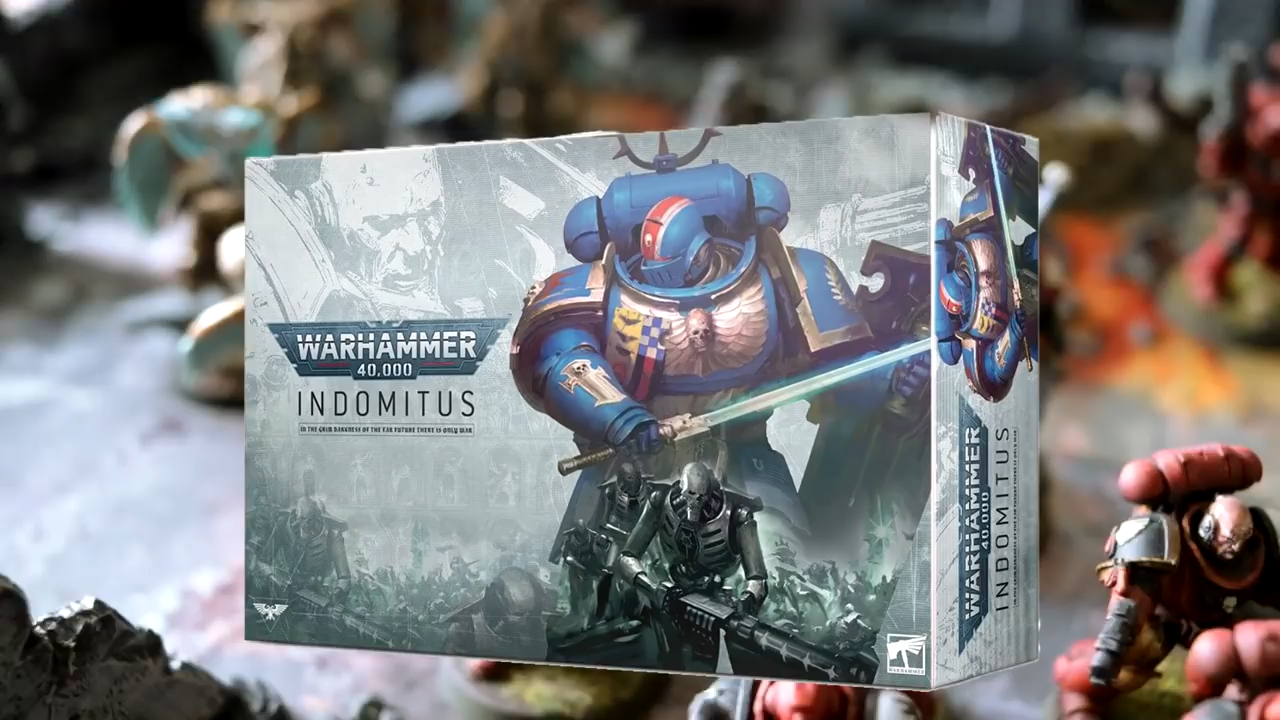 WARHAMMER
40,000
INDOMITUS
IN THE GRIM DARKNESS OF THE FAR FUTURE THERE IS ONLY WAR
WARHAMMER
WARHAMMER
40,000
INDOMITUS